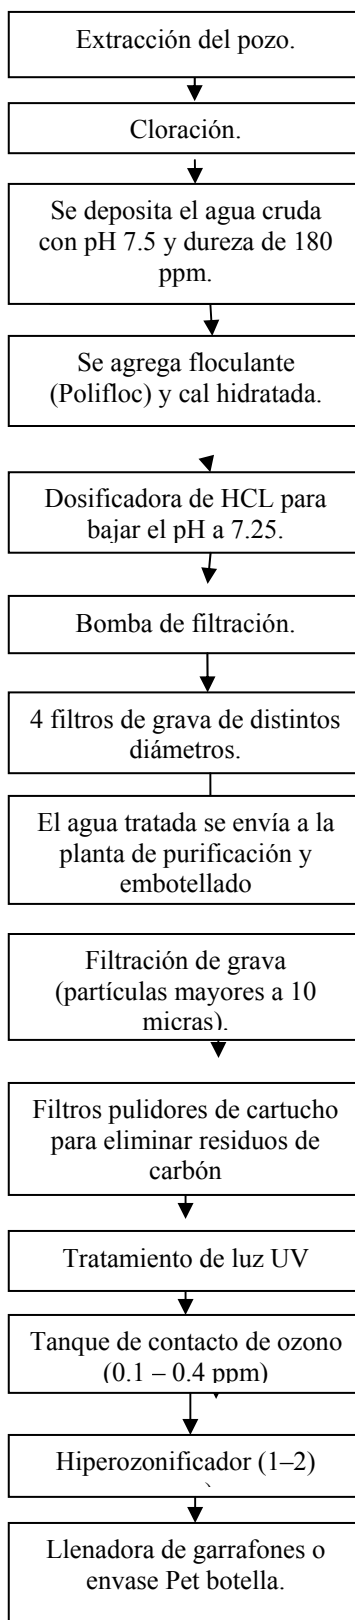 Extracción del pozo.
Cloración.
Se deposita el agua cruda
con pH 7.5 y dureza de 180
ppm.
Se agrega floculante
(Polifloc) y cal hidratada.
Dosificadora de HCL para
bajar el pH a 7.25.
Bomba de filtración.
4 filtros de grava de distintos
diámetros.
El agua tratada se envía a la
planta de purificación y
embotellado
Filtración de grava
(partículas mayores a 10
micras).
Filtros pulidores de cartucho
para eliminar residuos de
carbón
Tratamiento de luz UV
Tanque de contacto de ozono
(0.1 – 0.4 ppm)
Hiperozonificador (1–2)
Llenadora de garrafones o
envase Pet botella.